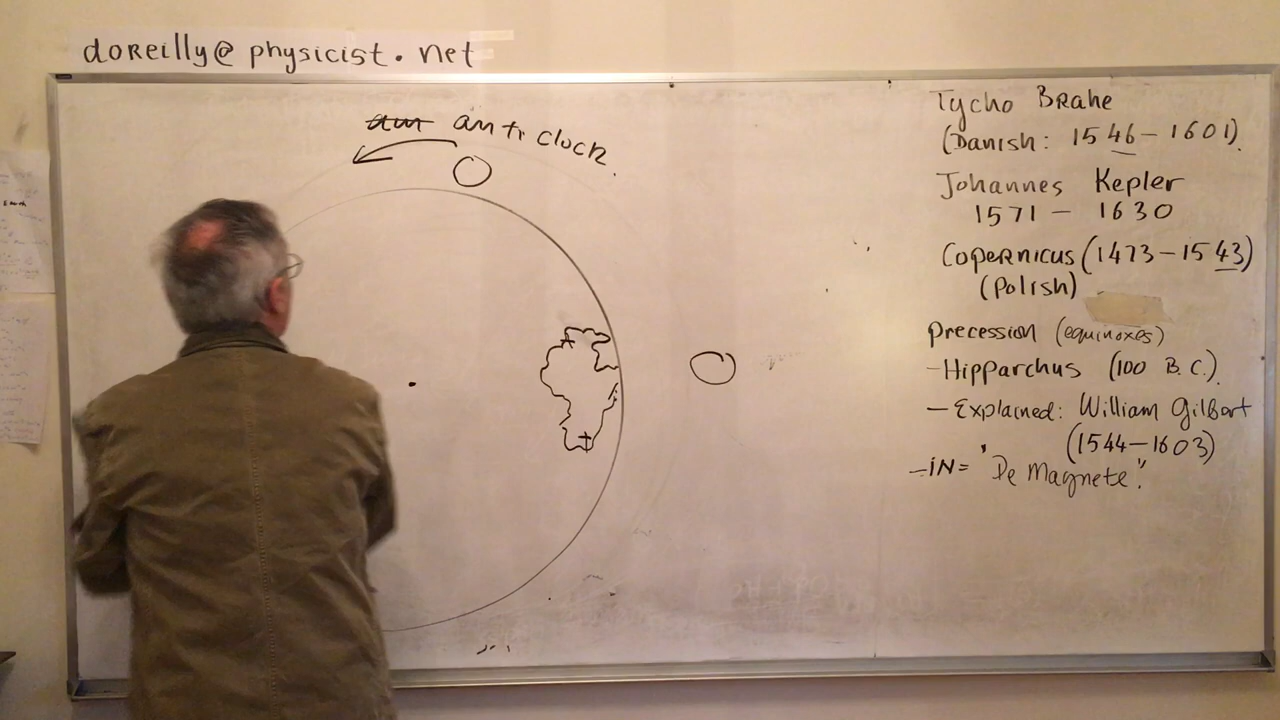 doReilly@physicist.net
anti clock.
Tycho Brahe
(Danish: 1546-1601).
Johannes Kepler
1571 - 1630
Copernicus (1473-1543)
(Polish)
Precession (equinoxes)
-Hipparchus (100 B.C.).
- Explained: William Gilbert
(1544-1603)
-iN= "De Magnete".